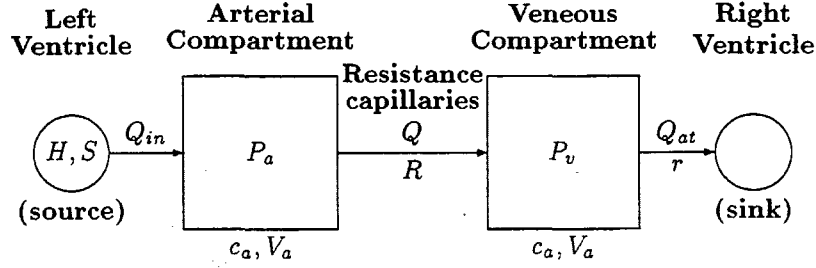 Left
Ventricle
Arterial
Compartment
Veneous
Compartment
Right
Ventricle
Resistance
capillaries
H, S
Q_in
P_a
Q
R
P_v
Q_at
r
(source)
(sink)
c_a, V_a
c_a, V_a